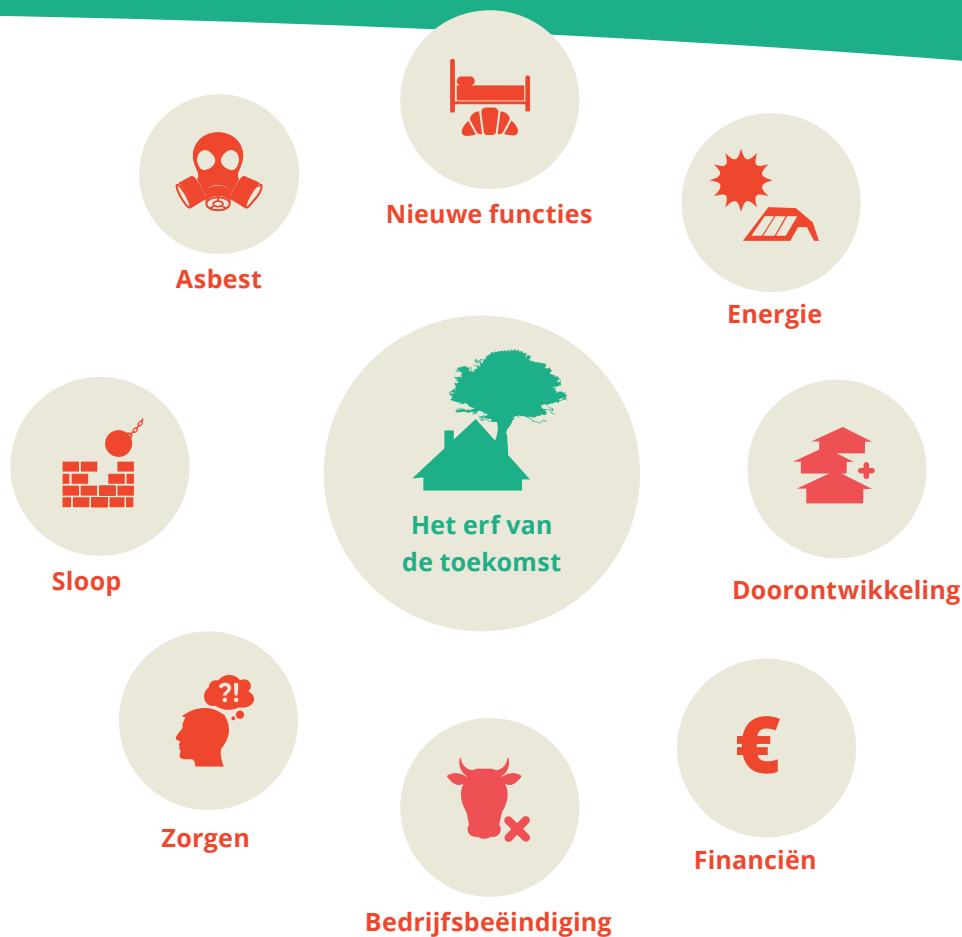 Nieuwe functies
Asbest
Energie
Het erf van
de toekomst
Sloop
Doorontwikkeling
?!
Zorgen
€
Financiën
Bedrijfsbeëindiging